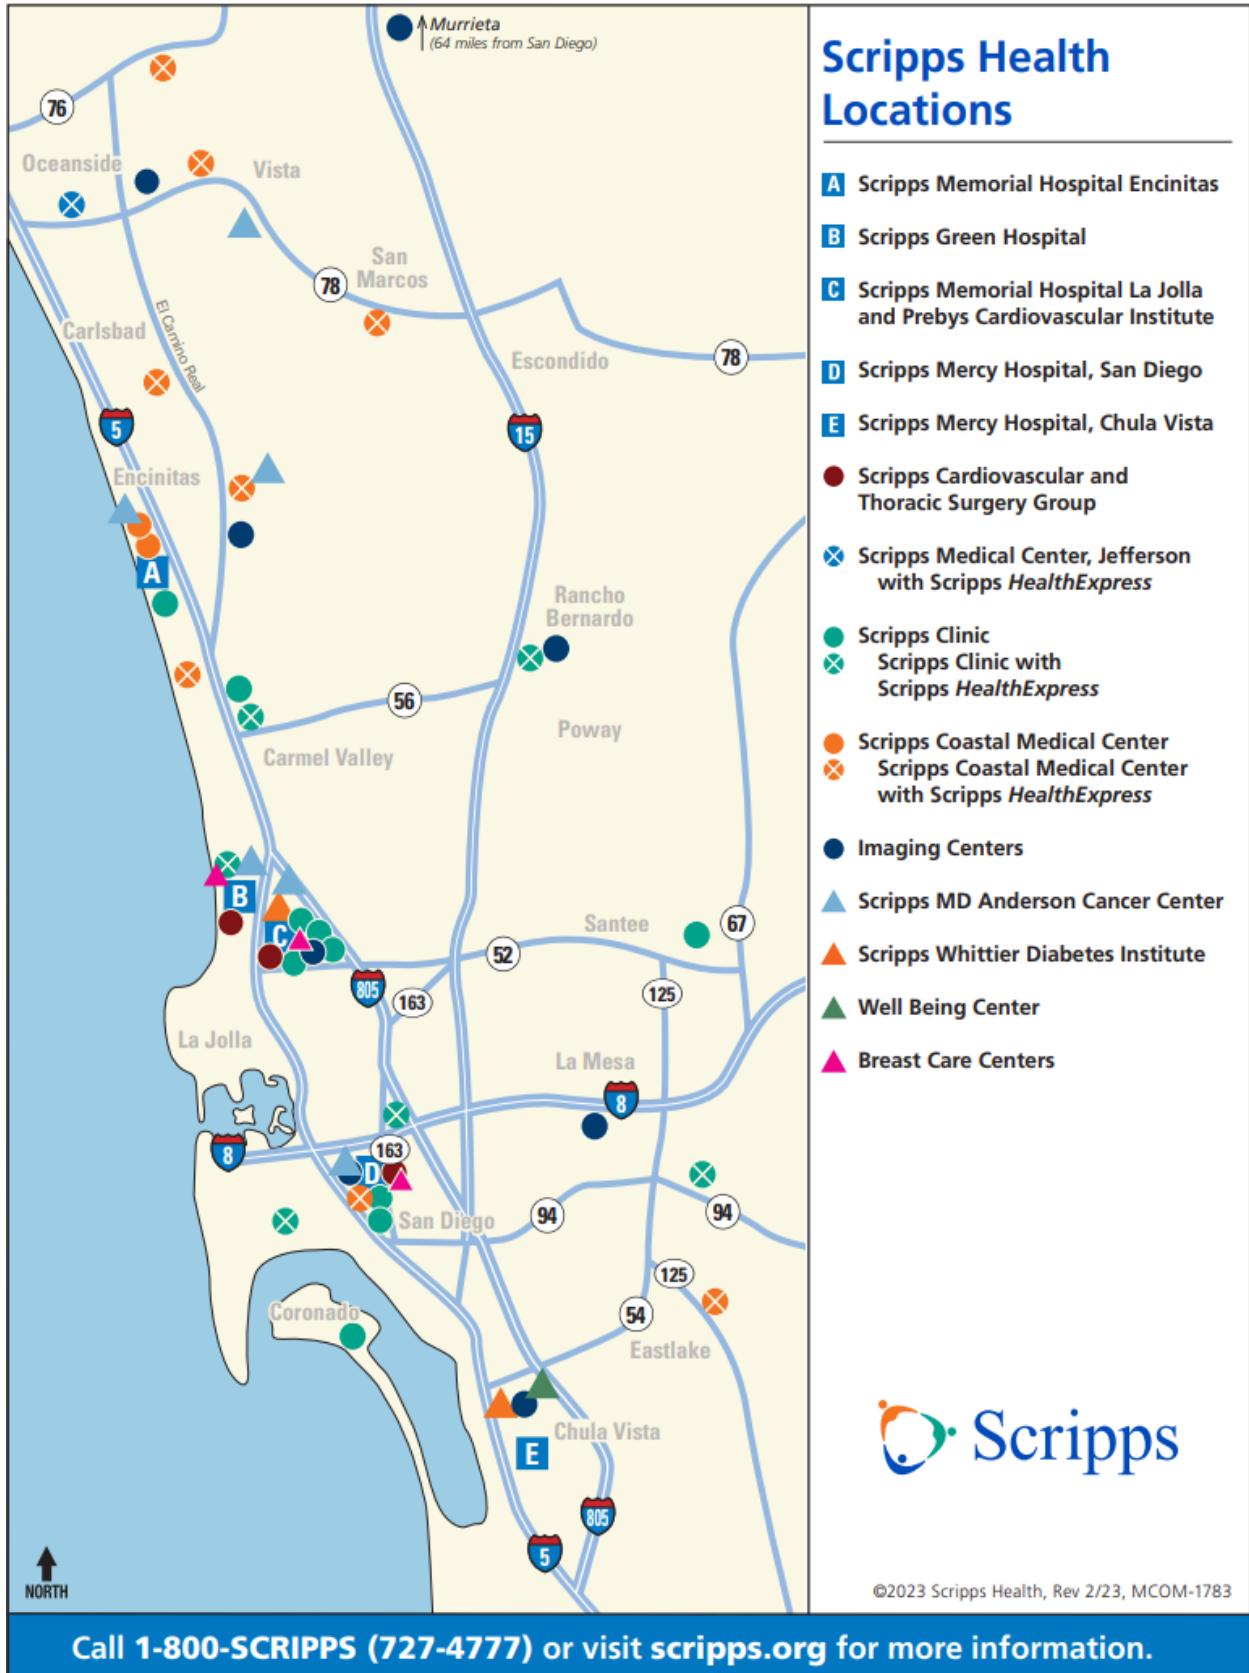 Murrieta
(64 miles from San Diego)
76
Oceanside
Vista
San
Marcos
78
El Camino Real
Carlsbad
Escondido
78
5
15
Encinitas
A
Rancho
Bernardo
56
Poway
Carmel Valley
B
C
Santee
67
52
805
163
125
La Jolla
La Mesa
8
8
163
D
San Diego
94
94
125
54
Coronado
Eastlake
Chula Vista
E
805
5
NORTH
Scripps Health
Locations
A Scripps Memorial Hospital Encinitas
B Scripps Green Hospital
C Scripps Memorial Hospital La Jolla
and Prebys Cardiovascular Institute
D Scripps Mercy Hospital, San Diego
E Scripps Mercy Hospital, Chula Vista
Scripps Cardiovascular and
Thoracic Surgery Group
Scripps Medical Center, Jefferson
with Scripps HealthExpress
Scripps Clinic
Scripps Clinic with
Scripps HealthExpress
Scripps Coastal Medical Center
Scripps Coastal Medical Center
with Scripps HealthExpress
Imaging Centers
Scripps MD Anderson Cancer Center
Scripps Whittier Diabetes Institute
Well Being Center
Breast Care Centers
Scripps
©2023 Scripps Health, Rev 2/23, MCOM-1783
Call 1-800-SCRIPPS (727-4777) or visit scripps.org for more information.